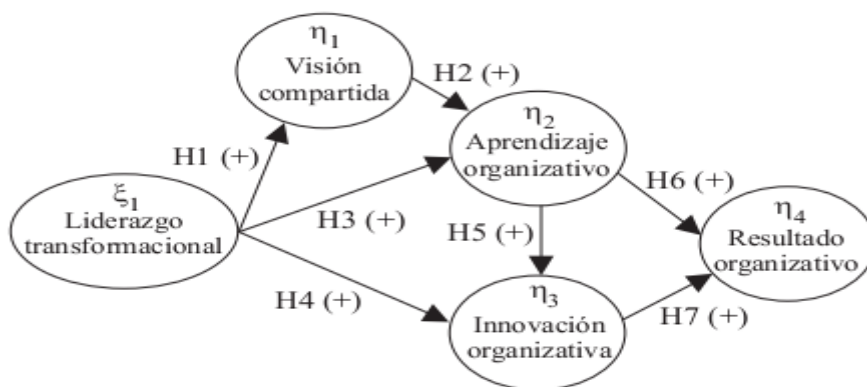 η1
Visión
compartida
H2 (+)
η2
Aprendizaje
organizativo
H1 (+)
ξ1
Liderazgo
transformacional
H3 (+)
H6 (+)
H5 (+)
η4
Resultado
organizativo
H4 (+)
η3
Innovación
organizativa
H7 (+)